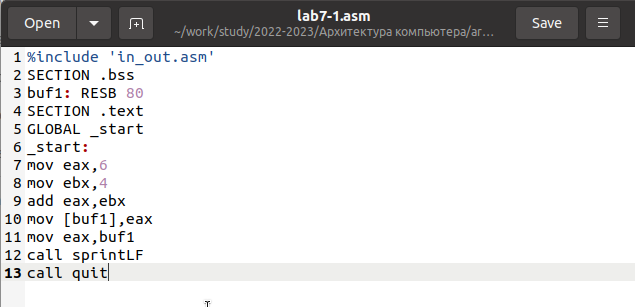 Open
lab7-1.asm
~/work/study/2022-2023/Архитектура компьютера/аг…
Save
1 %include 'in_out.asm'
2 SECTION .bss
3 buf1: RESB 80
4 SECTION .text
5 GLOBAL _start
6 _start:
7 mov eax,6
8 mov ebx,4
9 add eax,ebx
10 mov [buf1],eax
11 mov eax,buf1
12 call sprintLF
13 call quit